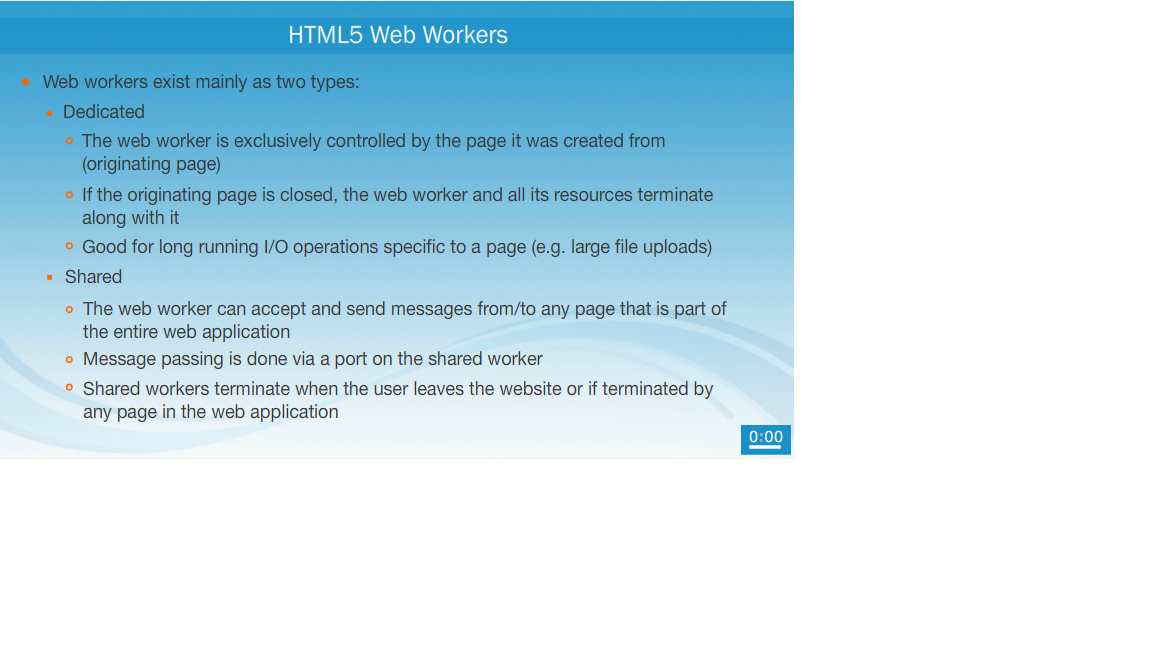 HTML5 Web Workers
Web workers exist mainly as two types:
Dedicated
The web worker is exclusively controlled by the page it was created from
(originating page)
If the originating page is closed, the web worker and all its resources terminate
along with it
Good for long running I/O operations specific to a page (e.g. large file uploads)
Shared
The web worker can accept and send messages from/to any page that is part of
the entire web application
Message passing is done via a port on the shared worker
Shared workers terminate when the user leaves the website or if terminated by
any page in the web application
0:00